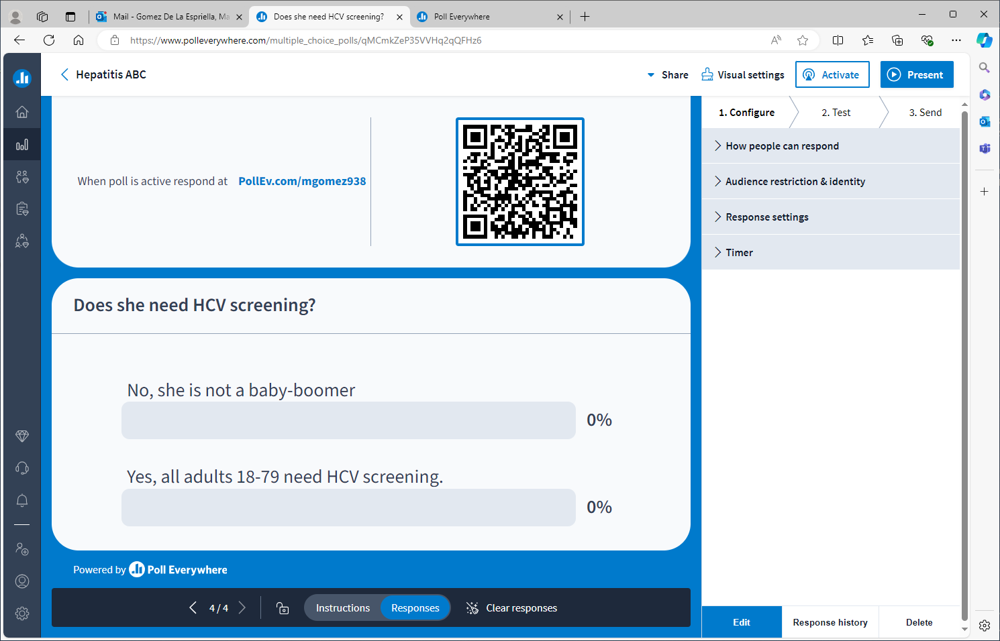 Mail - Gomez De La Espriella, Ma
Does she need HCV screening?
Poll Everywhere
https://www.polleverywhere.com/multiple_choice_polls/qMCmkZeP35VVHq2qQFHz6
Hepatitis ABC
Share
Visual settings
Activate
Present
1. Configure
2. Test
3. Send
How people can respond
Audience restriction & identity
Response settings
Timer
When poll is active respond at PollEv.com/mgomez938
Does she need HCV screening?
No, she is not a baby-boomer
0%
Yes, all adults 18-79 need HCV screening.
0%
Powered by Poll Everywhere
4 / 4
Instructions
Responses
Clear responses
Edit
Response history
Delete